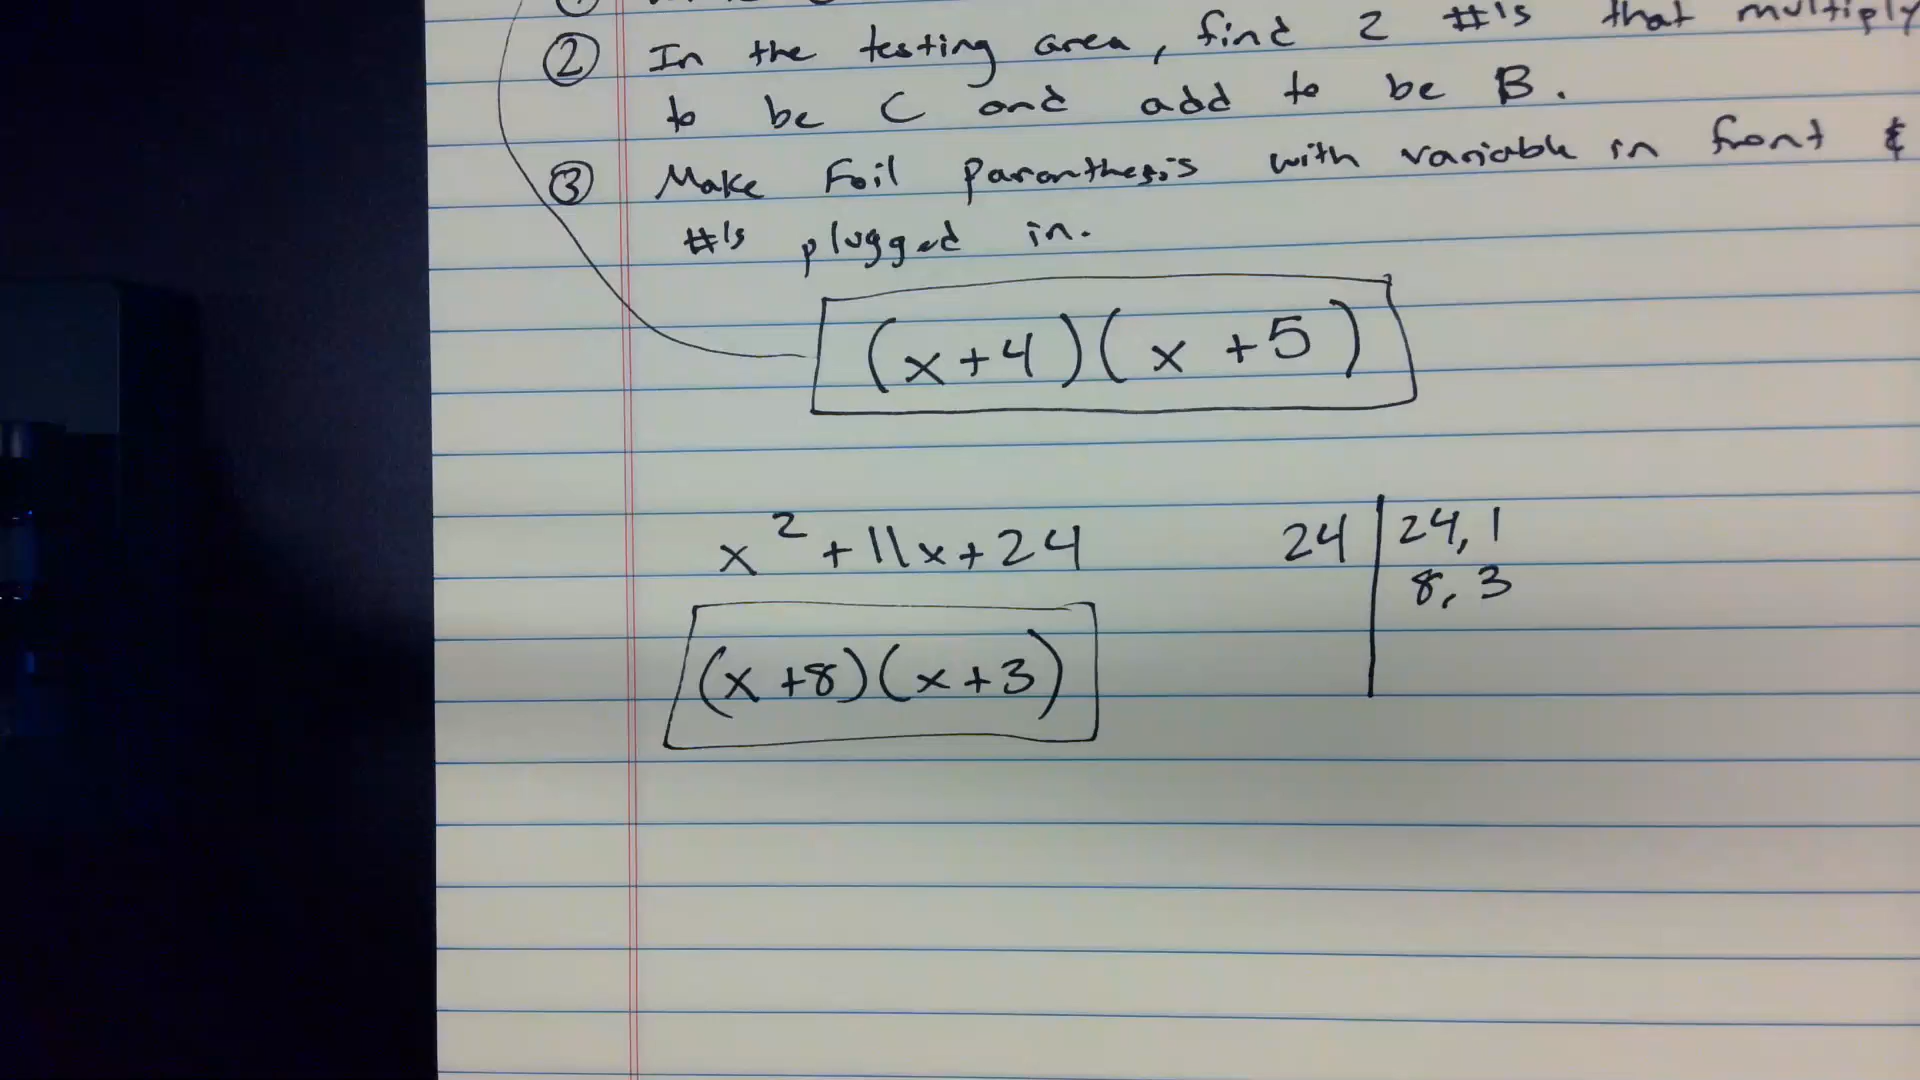 ② In the testing area, find 2 #'s that multiply
to be C and add to be B.
③ Make Foil Paranthesis with variable in front &
#'s plugged in.
(x+4)(x+5)
x² + 11x + 24    24 | 24, 1
8, 3
(x+8)(x+3)